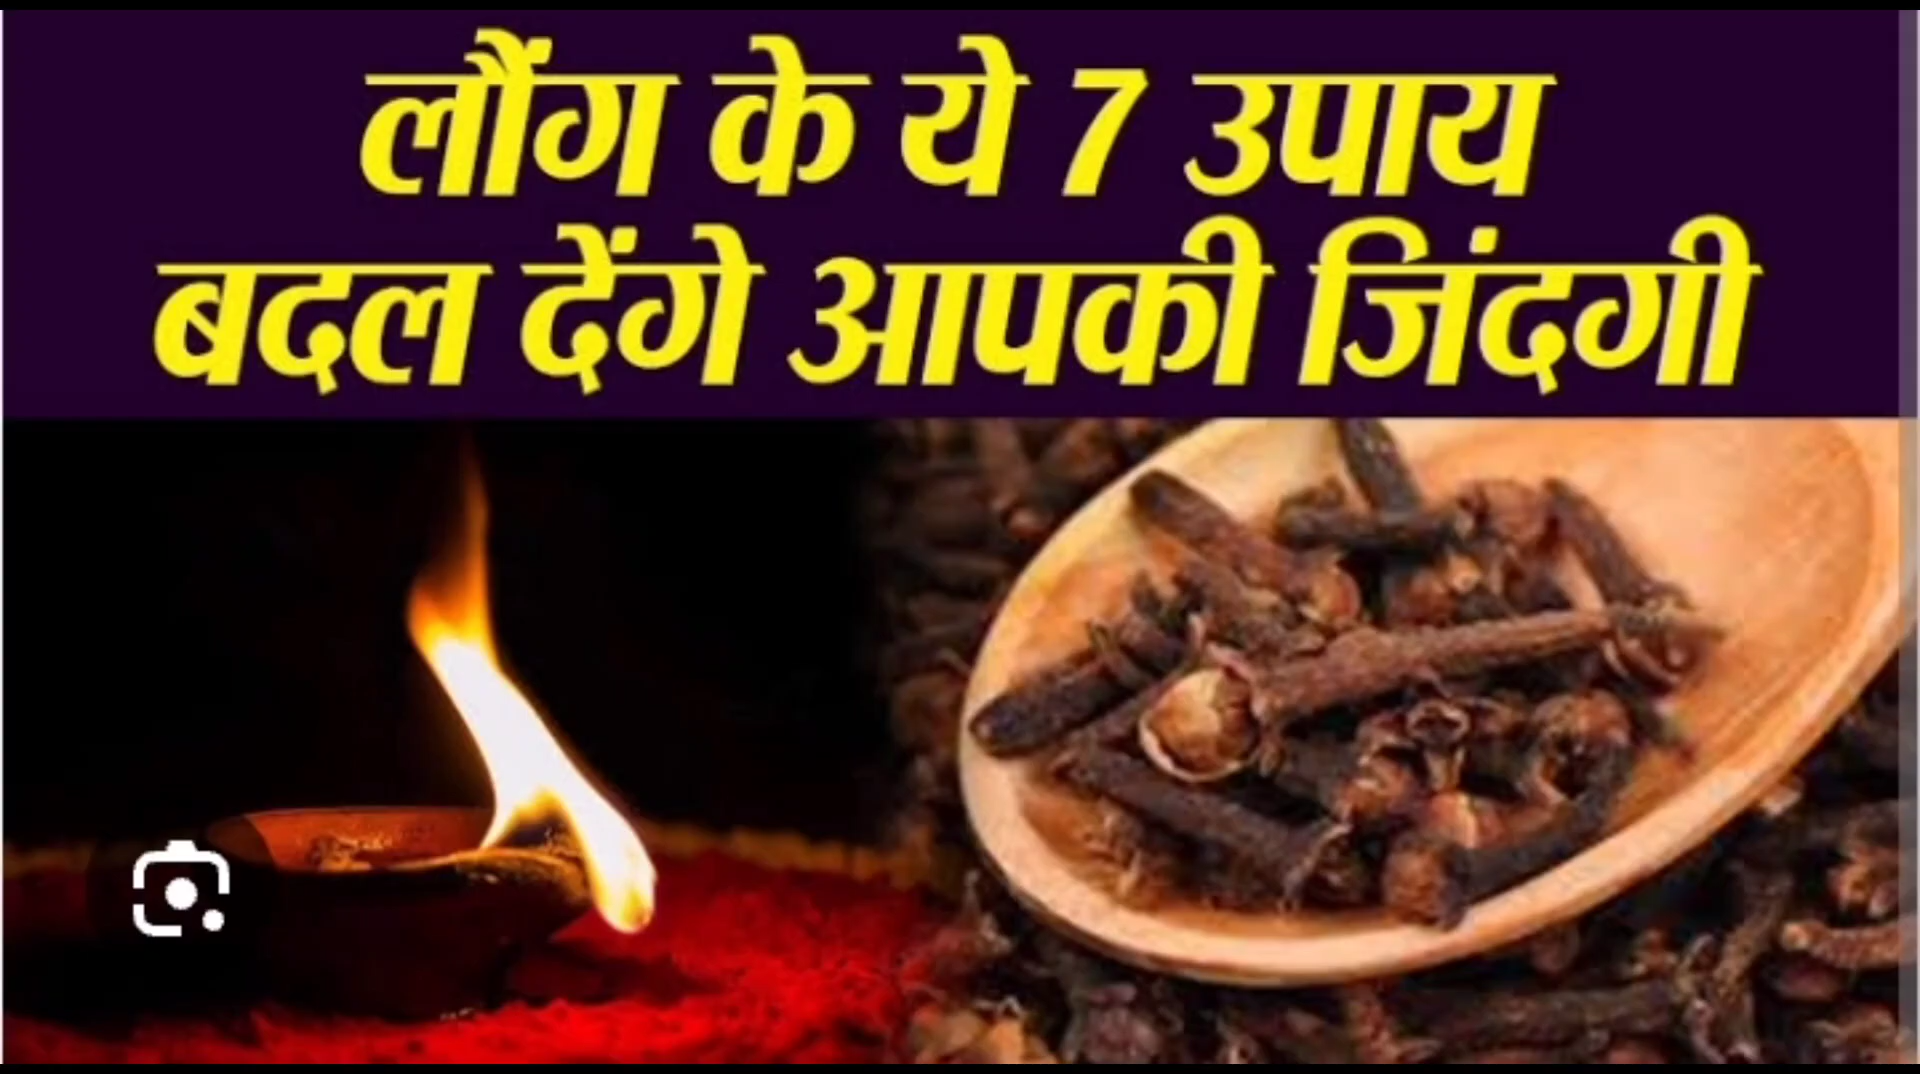 लौंग के ये 7 उपाय
बदल देंगे आपकी जिंदगी